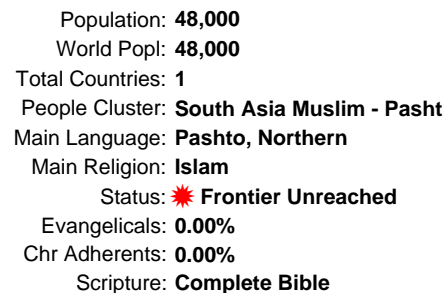 Population: 48,000
World Popl: 48,000
Total Countries: 1
People Cluster: South Asia Muslim - Pasht
Main Language: Pashto, Northern
Main Religion: Islam
Status: Frontier Unreached
Evangelicals: 0.00%
Chr Adherents: 0.00%
Scripture: Complete Bible